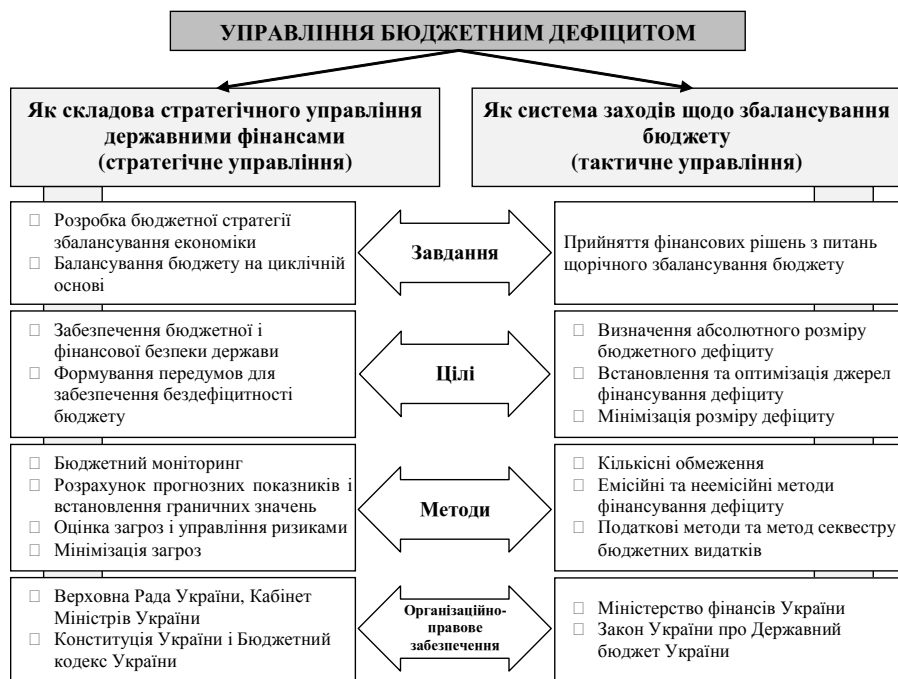 УПРАВЛІННЯ БЮДЖЕТНИМ ДЕФІЦИТОМ
Як складова стратегічного управління
державними фінансами
(стратегічне управління)
Як система заходів щодо збалансування
бюджету
(тактичне управління)
Розробка бюджетної стратегії
збалансування економіки
Балансування бюджету на циклічній
основі
Завдання
Прийняття фінансових рішень з питань
щорічного збалансування бюджету
Забезпечення бюджетної і
фінансової безпеки держави
Формування передумов для
забезпечення бездефіцитності
бюджету
Цілі
Визначення абсолютного розміру
бюджетного дефіциту
Встановлення та оптимізація джерел
фінансування дефіциту
Мінімізація розміру дефіциту
Бюджетний моніторинг
Розрахунок прогнозних показників і
встановлення граничних значень
Оцінка загроз і управління ризиками
Мінімізація загроз
Методи
Кількісні обмеження
Емісійні та неемісійні методи
фінансування дефіциту
Податкові методи та метод секвестру
бюджетних видатків
Верховна Рада України, Кабінет
Міністрів України
Конституція України і Бюджетний
кодекс України
Організаційно-
правове
забезпечення
Міністерство фінансів України
Закон України про Державний
бюджет України